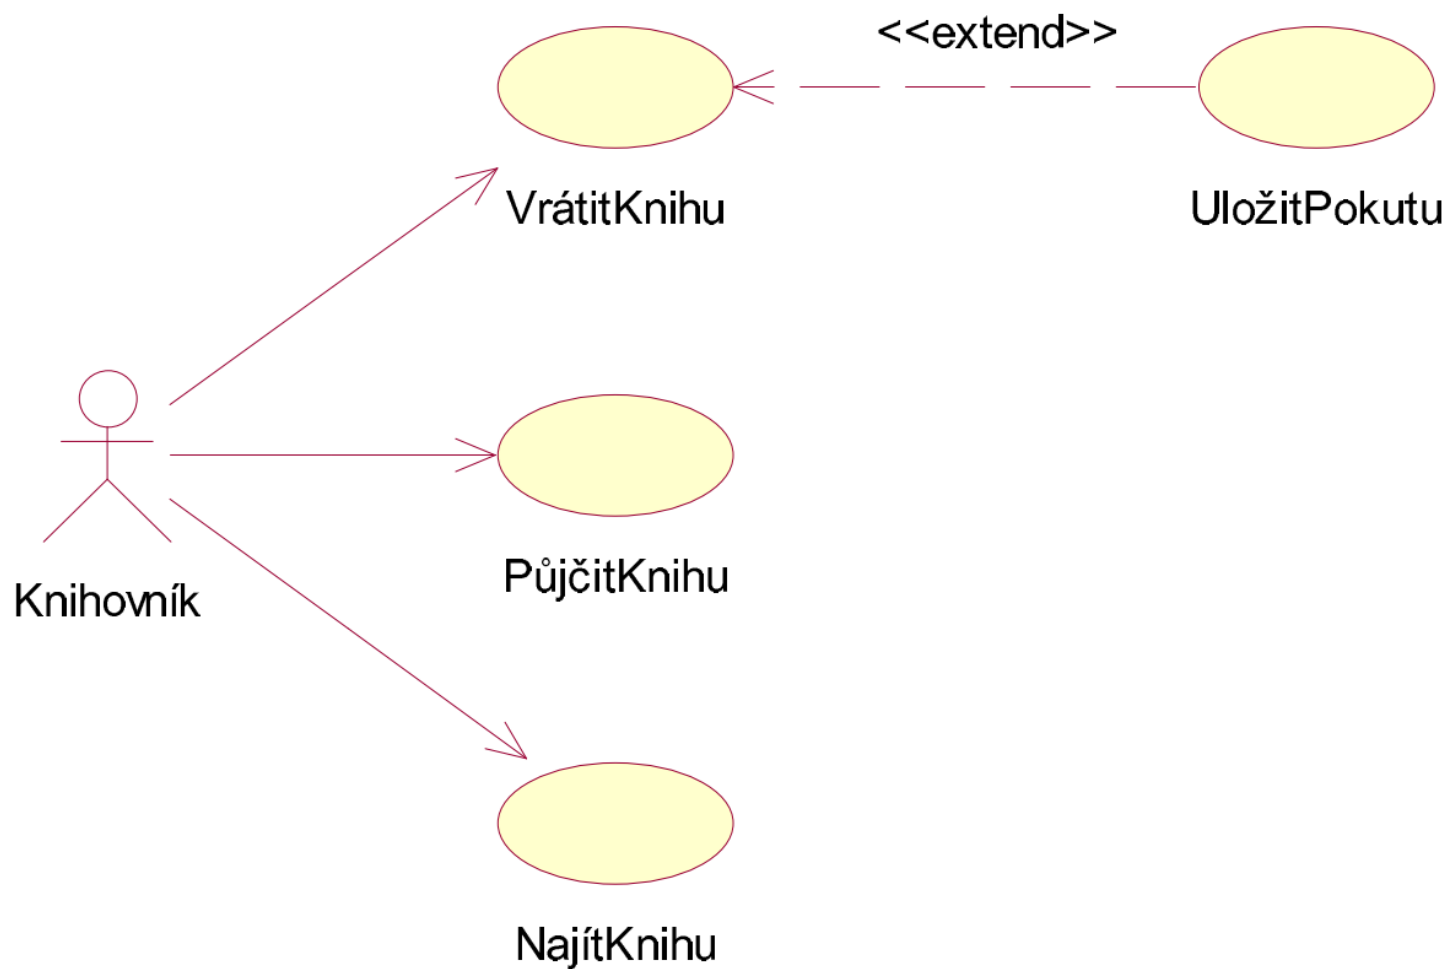 <<extend>>
VrátitKnihu
UložitPokutu
Knihovník
PůjčitKnihu
NajítKnihu